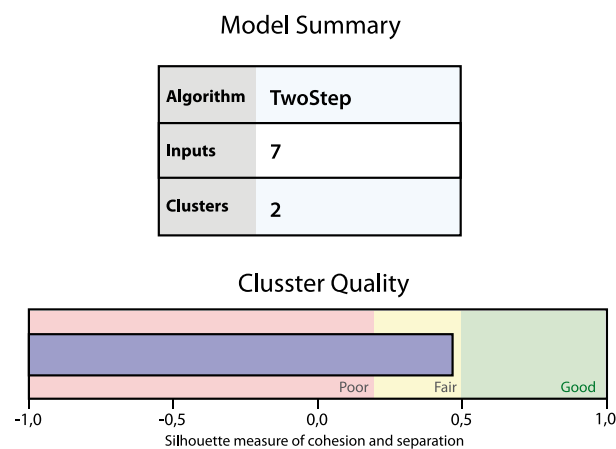 Model Summary
Algorithm TwoStep
Inputs 7
Clusters 2
Clusster Quality
Poor Fair Good
-1,0 -0,5 0,0 0,5 1,0
Silhouette measure of cohesion and separation